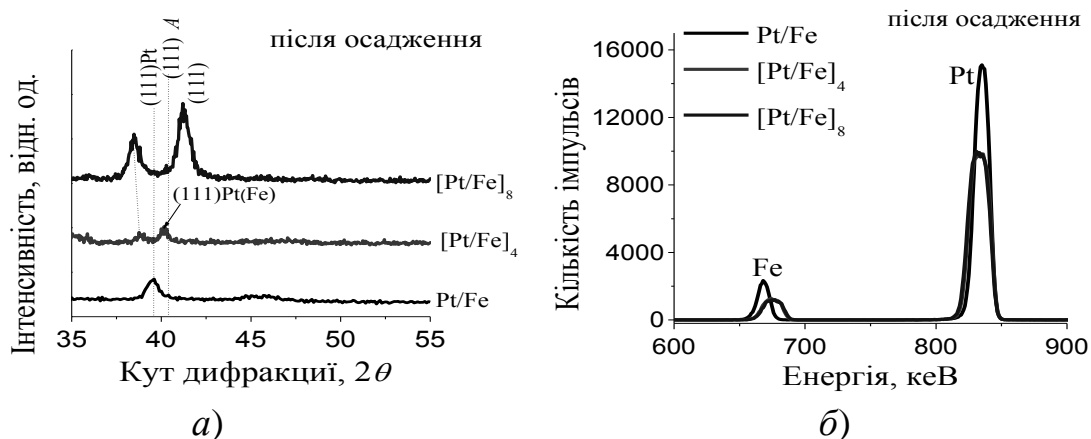 після осадження
(111)Pt
(111) A
(111)
[Pt/Fe]8
(111)Pt(Fe)
[Pt/Fe]4
Pt/Fe
Інтенсивність, відн. од.
35 40 45 50 55
Кут дифракциї, 2θ
а)
після осадження
16000
12000
8000
4000
0
Pt/Fe
[Pt/Fe]4
[Pt/Fe]8
Pt
Fe
Кількість імпульсів
600 700 800 900
Енергія, кеВ
б)